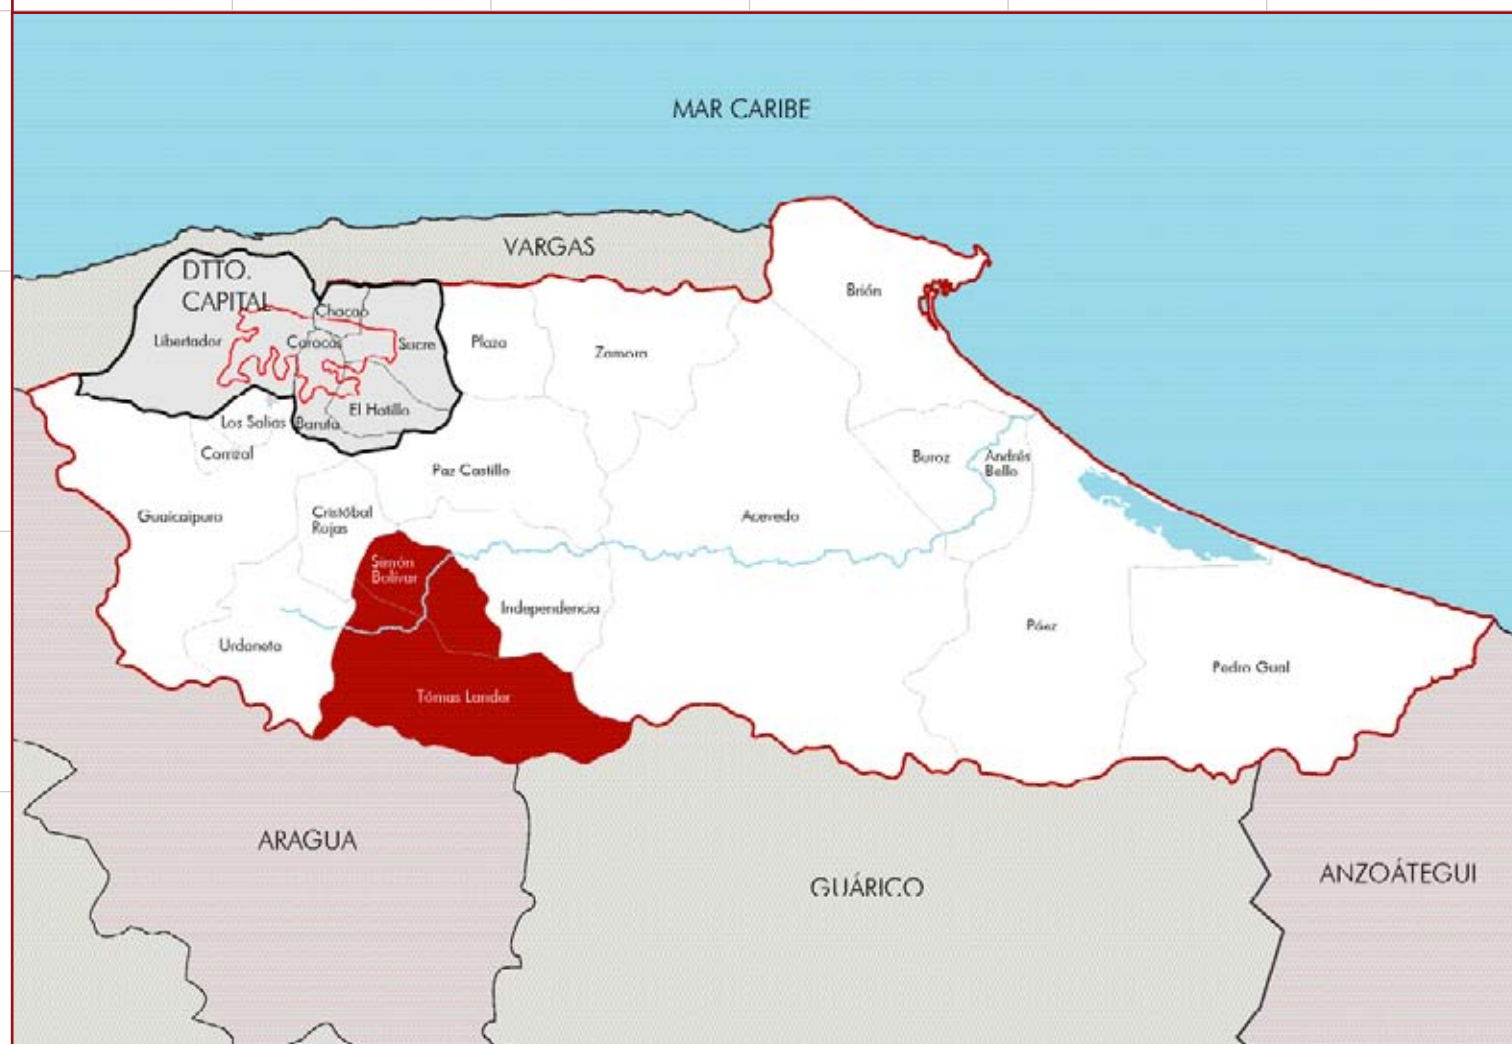 MAR CARIBE
VARGAS
DTTO.
CAPITAL
Brión
Chacao
Libertador
Caracas
Sucre
Plaza
Zamora
El Hatillo
Los Salias
Baruta
Carrizal
Paz Castillo
Buroz
Andrés
Bello
Guaicaipuro
Cristóbal
Rojas
Acevedo
Simón
Bolívar
Independencia
Urdaneta
Páez
Pedro Gual
Tómas Lander
ARAGUA
GUÁRICO
ANZOÁTEGUI